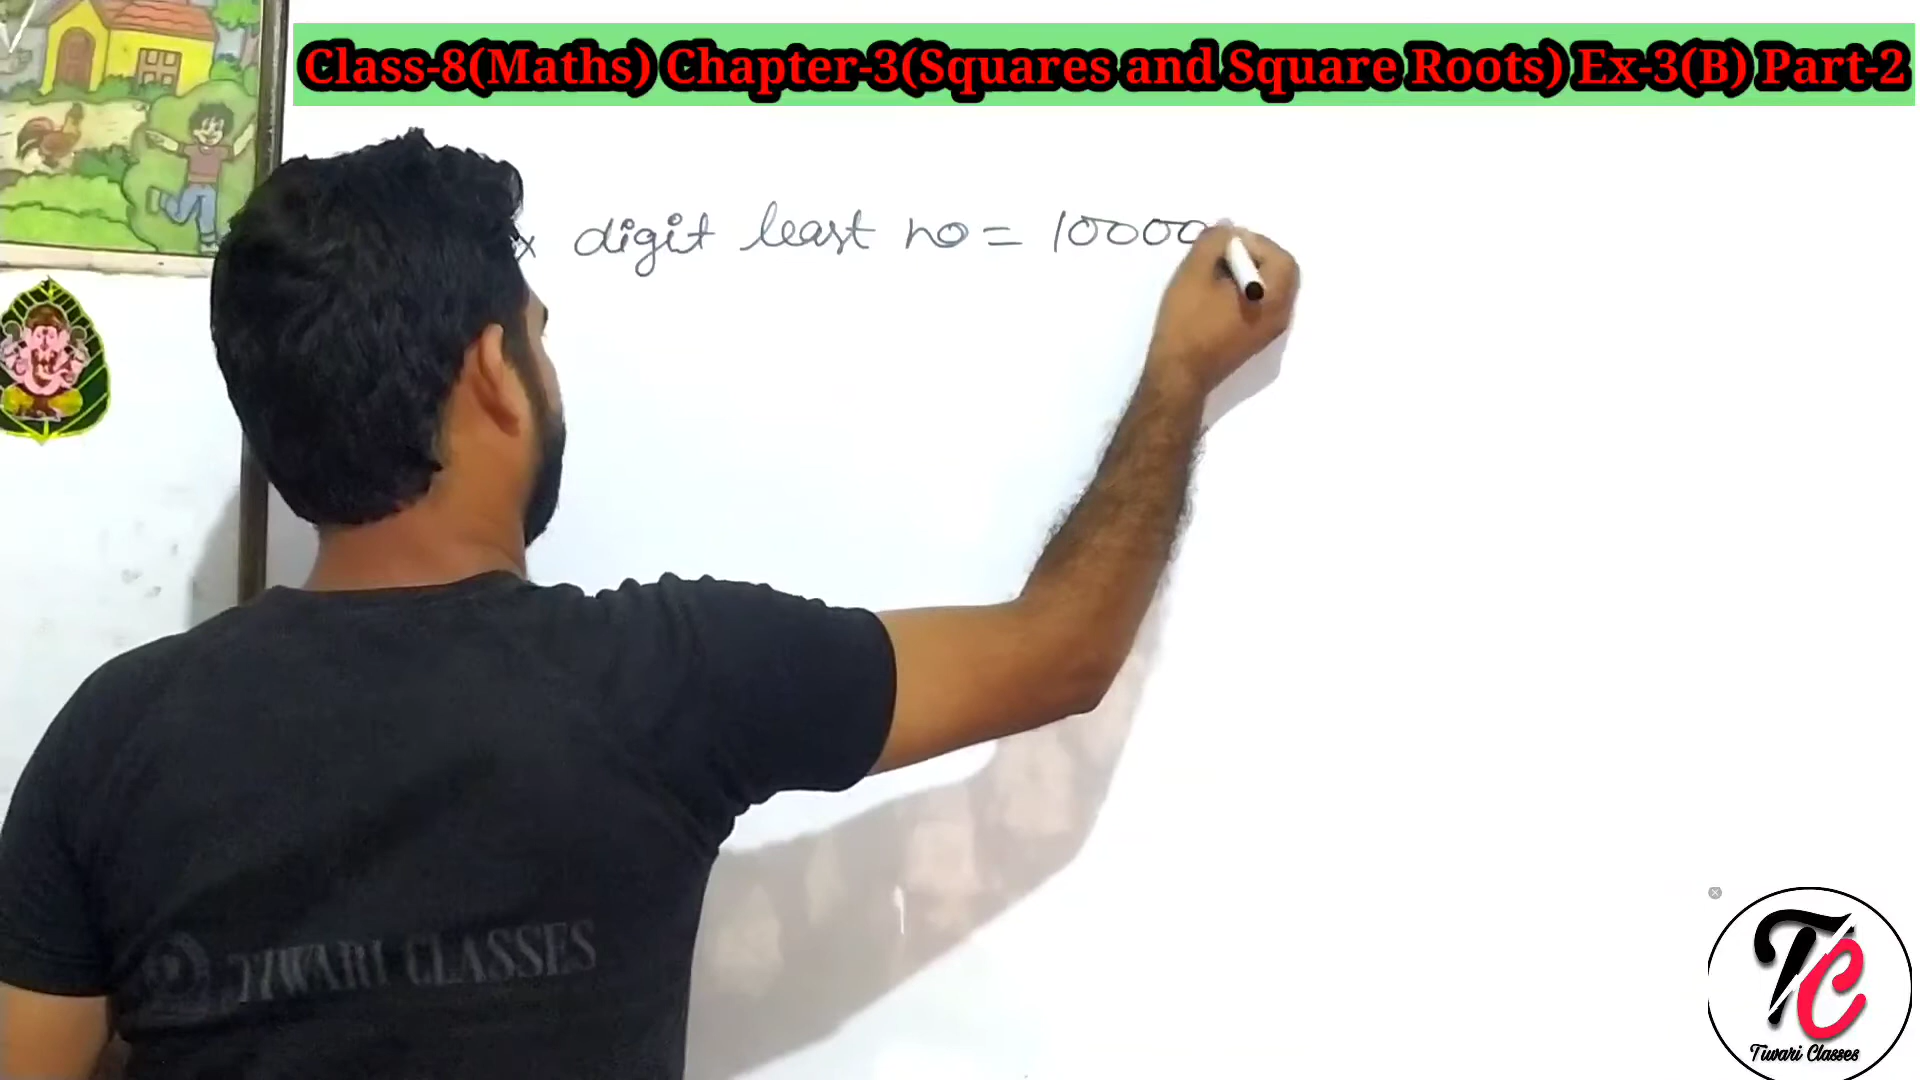 Class-8(Maths) Chapter-3(Squares and Square Roots) Ex-3(B) Part-2
digit least no = 10000
TIWARI CLASSES
TC
Tiwari Classes